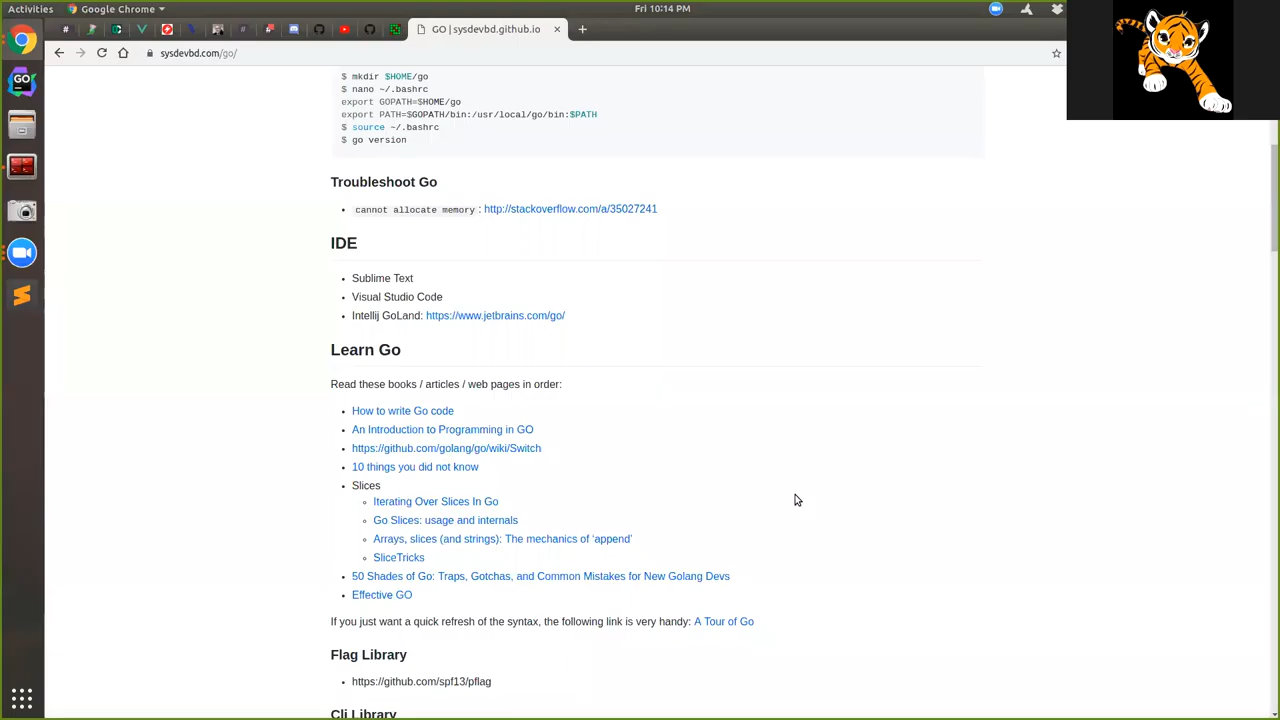 Activities
Google Chrome
Fri 10:14 PM
GO | sysdevbd.github.io
sysdevbd.com/go/
$ mkdir $HOME/go
$ nano ~/.bashrc
export GOPATH=$HOME/go
export PATH=$GOPATH/bin:/usr/local/go/bin:$PATH
$ source ~/.bashrc
$ go version
Troubleshoot Go
• cannot allocate memory : http://stackoverflow.com/a/35027241
IDE
• Sublime Text
• Visual Studio Code
• Intellij GoLand: https://www.jetbrains.com/go/
Learn Go
Read these books / articles / web pages in order:
• How to write Go code
• An Introduction to Programming in GO
• https://github.com/golang/go/wiki/Switch
• 10 things you did not know
• Slices
◦ Iterating Over Slices In Go
◦ Go Slices: usage and internals
◦ Arrays, slices (and strings): The mechanics of ‘append’
◦ SliceTricks
• 50 Shades of Go: Traps, Gotchas, and Common Mistakes for New Golang Devs
• Effective GO
If you just want a quick refresh of the syntax, the following link is very handy: A Tour of Go
Flag Library
• https://github.com/spf13/pflag
Cli Library